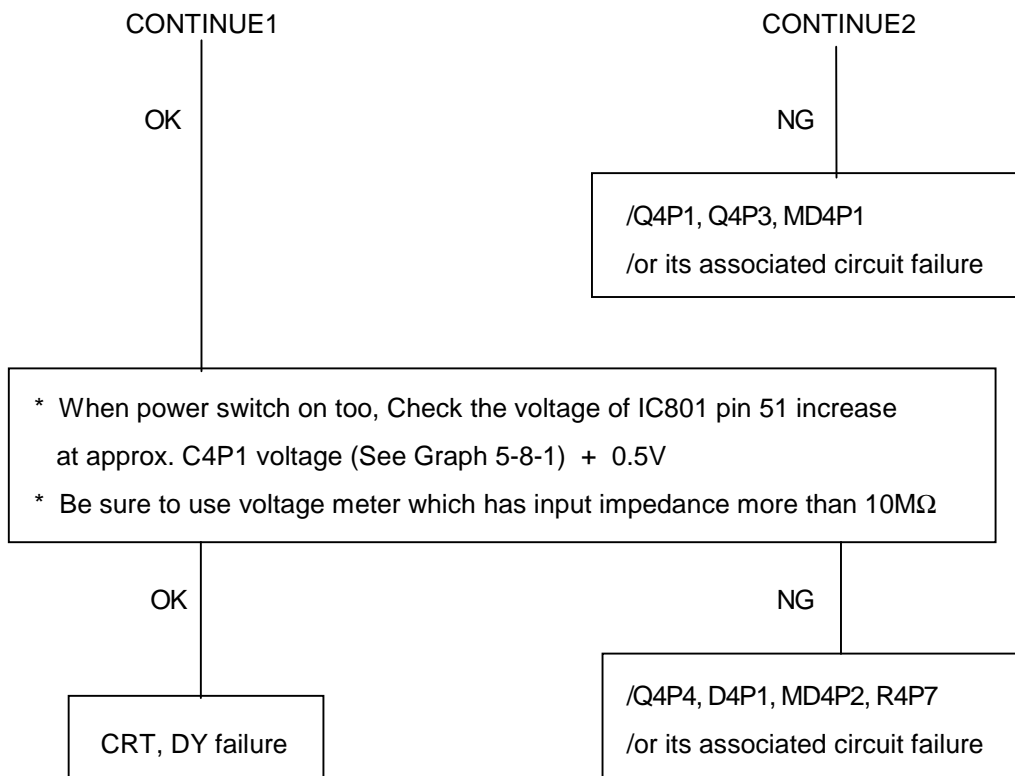 CONTINUE1
CONTINUE2
OK
NG
/Q4P1, Q4P3, MD4P1
/or its associated circuit failure
* When power switch on too, Check the voltage of IC801 pin 51 increase
at approx. C4P1 voltage (See Graph 5-8-1) + 0.5V
* Be sure to use voltage meter which has input impedance more than 10MΩ
OK
NG
CRT, DY failure
/Q4P4, D4P1, MD4P2, R4P7
/or its associated circuit failure